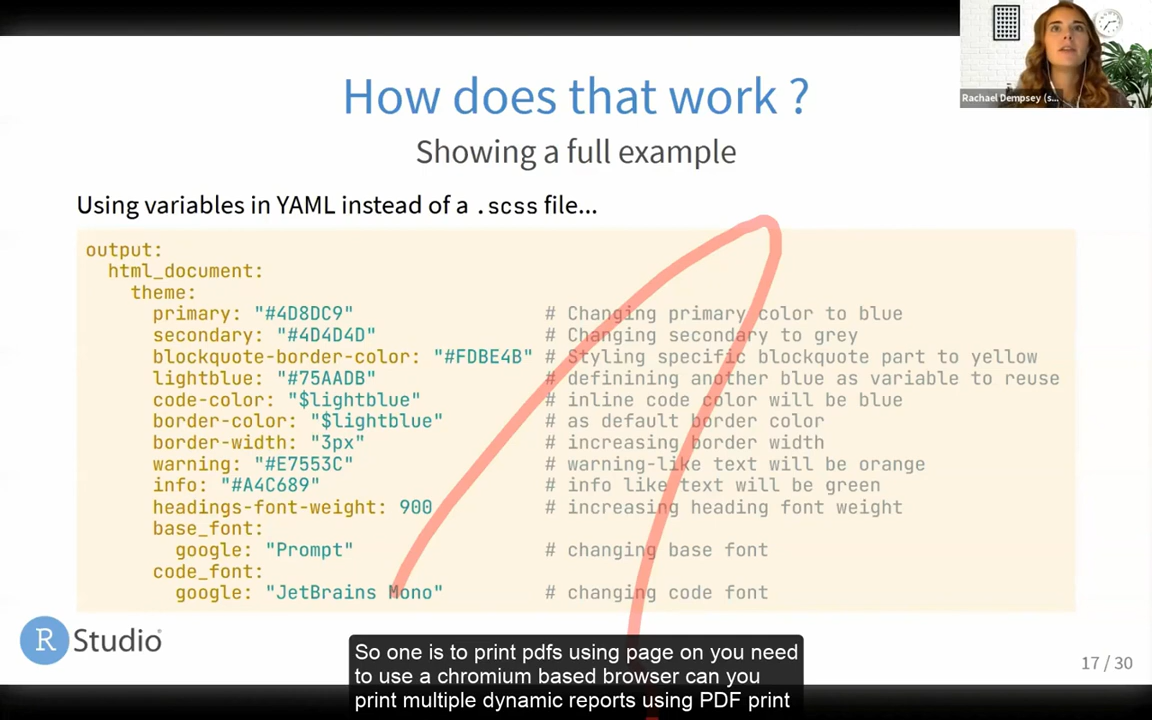 Rachael Dempsey (s...
How does that work ?
Showing a full example
Using variables in YAML instead of a .scss file...
output:
html_document:
theme:
primary: "#4D8DC9" # Changing primary color to blue
secondary: "#4D4D4D" # Changing secondary to grey
blockquote-border-color: "#FDBE4B" # Styling specific blockquote part to yellow
lightblue: "#75AADB" # definining another blue as variable to reuse
code-color: "$lightblue" # inline code color will be blue
border-color: "$lightblue" # as default border color
border-width: "3px" # increasing border width
warning: "#E7553C" # warning-like text will be orange
info: "#A4C689" # info like text will be green
headings-font-weight: 900 # increasing heading font weight
base_font:
google: "Prompt" # changing base font
code_font:
google: "JetBrains Mono" # changing code font
R Studio
So one is to print pdfs using page on you need
to use a chromium based browser can you
print multiple dynamic reports using PDF print
17 / 30